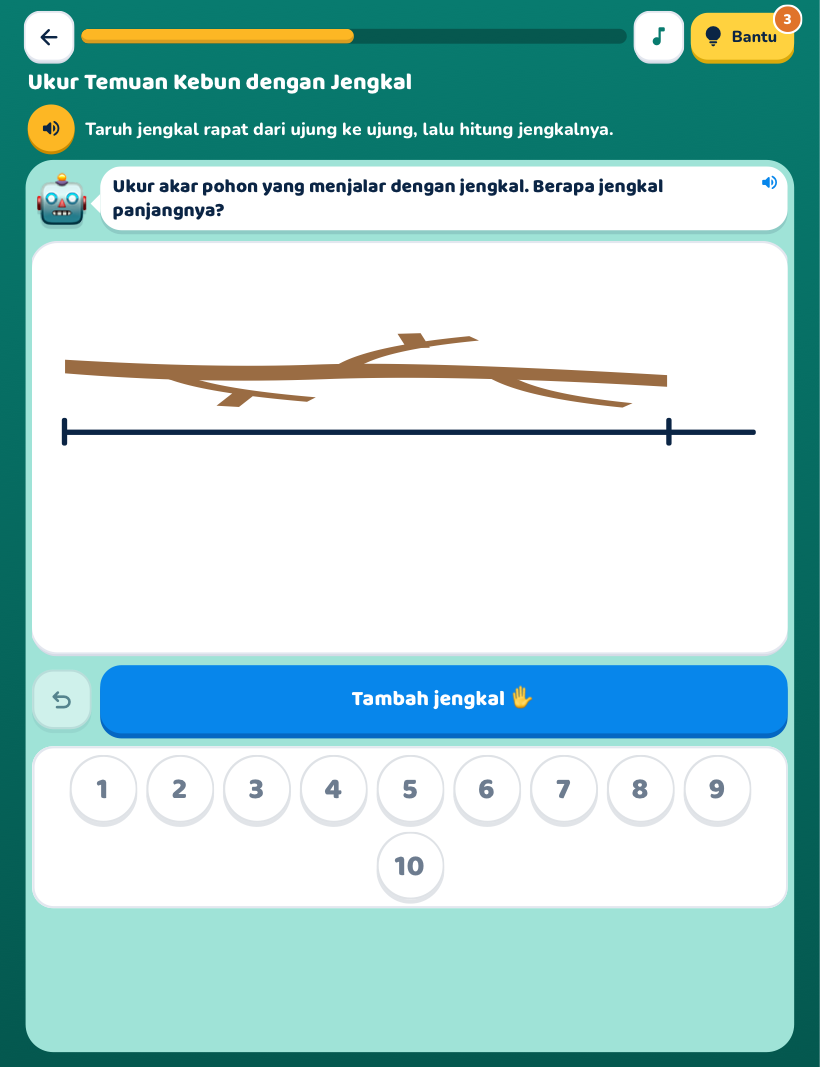 3
Bantu
Ukur Temuan Kebun dengan Jengkal
Taruh jengkal rapat dari ujung ke ujung, lalu hitung jengkalnya.
Ukur akar pohon yang menjalar dengan jengkal. Berapa jengkal
panjangnya?
Tambah jengkal
1 2 3 4 5 6 7 8 9
10